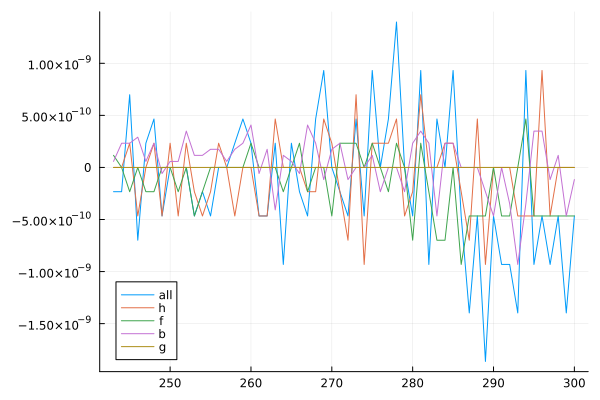 1.00×10⁻⁹
5.00×10⁻¹⁰
0
−5.00×10⁻¹⁰
−1.00×10⁻⁹
−1.50×10⁻⁹
all
h
f
b
g
250 260 270 280 290 300